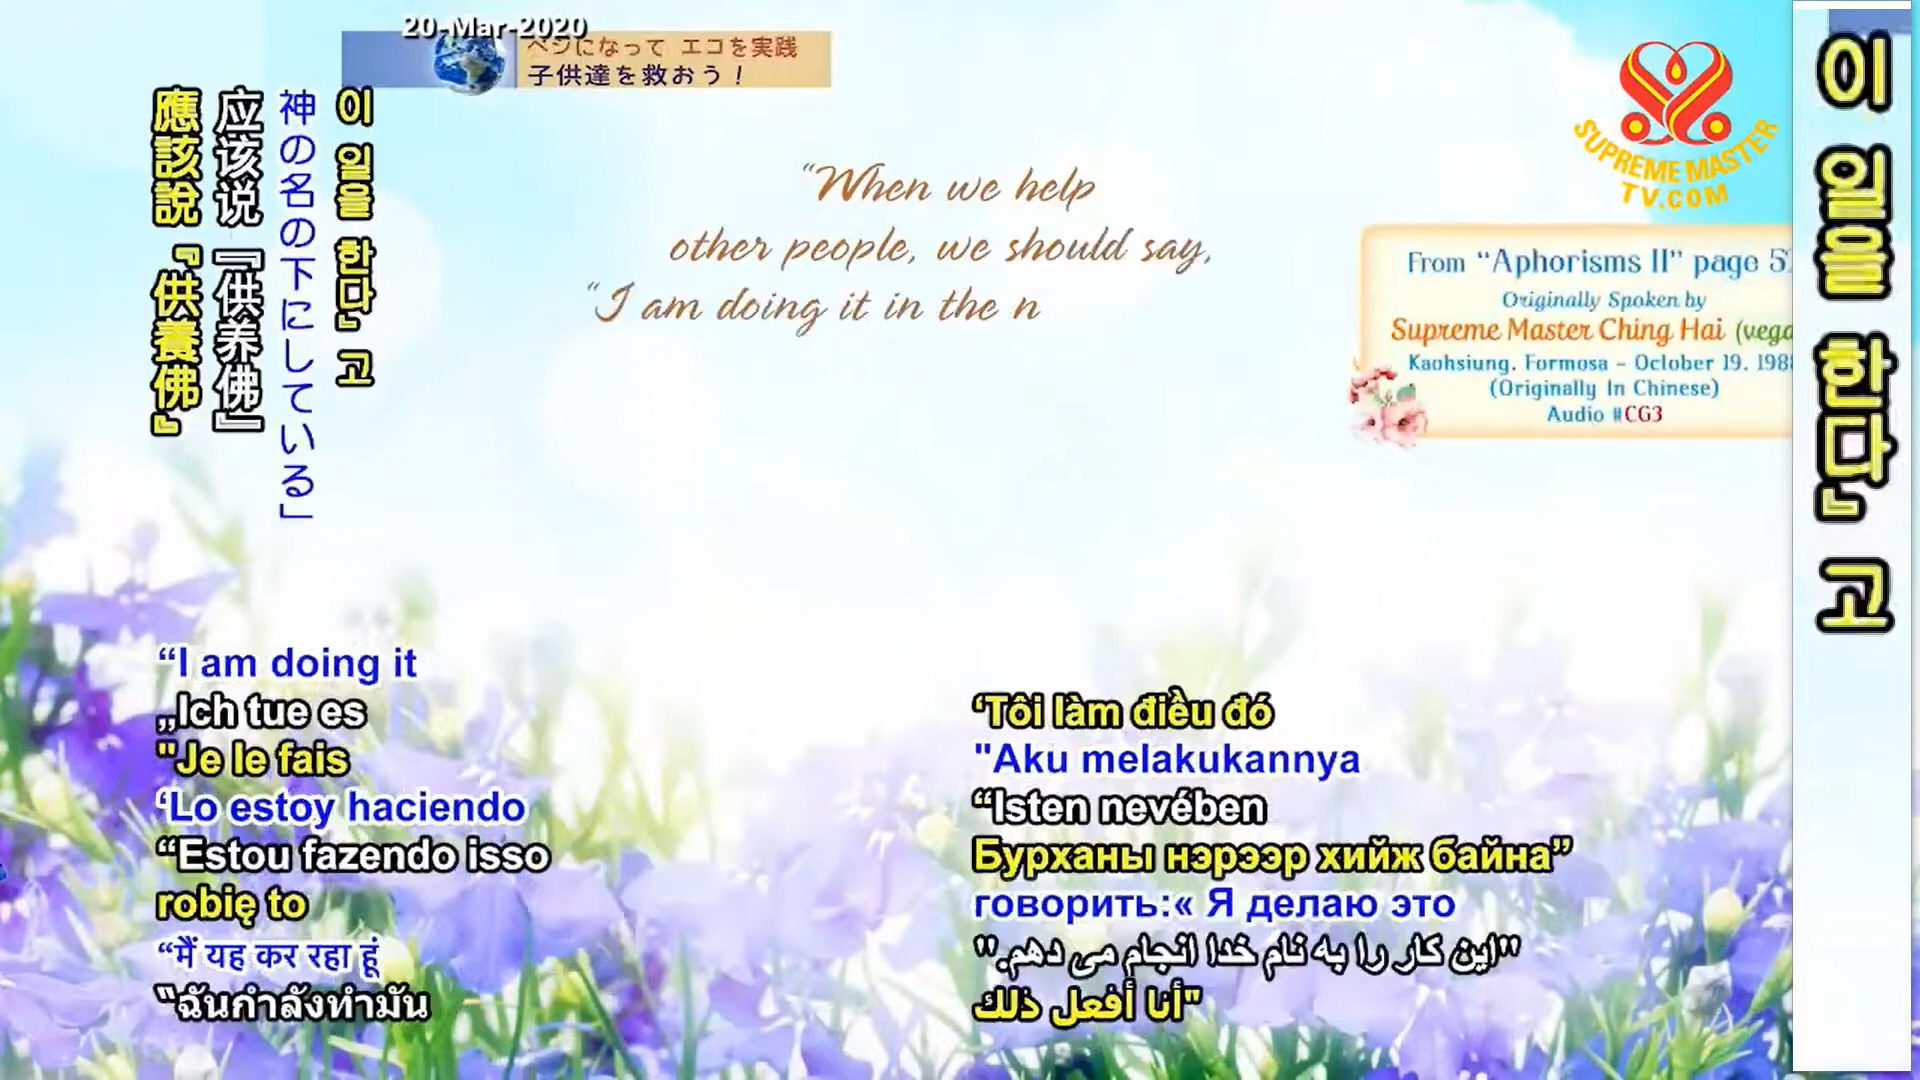 20-Mar-2020
ベジになって エコを実践
子供達を救おう！
SUPREME MASTER
TV.COM
“When we help
other people, we should say,
“I am doing it in the n
From “Aphorisms II” page
Originally Spoken by
Supreme Master Ching Hai
Kaohsiung, Formosa – October 19,
(Originally In Chinese)
Audio #CG3
이 일을 한다』 고
神の名の下にしている」
应该说『供养佛』
應該說『供養佛』
이 일을 한다』 고
“I am doing it
„Ich tue es
"Je le fais
‘Lo estoy haciendo
“Estou fazendo isso
robię to
“मैं यह कर रहा हूं
“ฉันกำลังทำมัน
‘Tôi làm điều đó
"Aku melakukannya
“Isten nevében
Бурханы нэрээр хийж байна”
говорить:« Я делаю это
"این کار را به نام خدا انجام می دهم."
"أنا أفعل ذلك